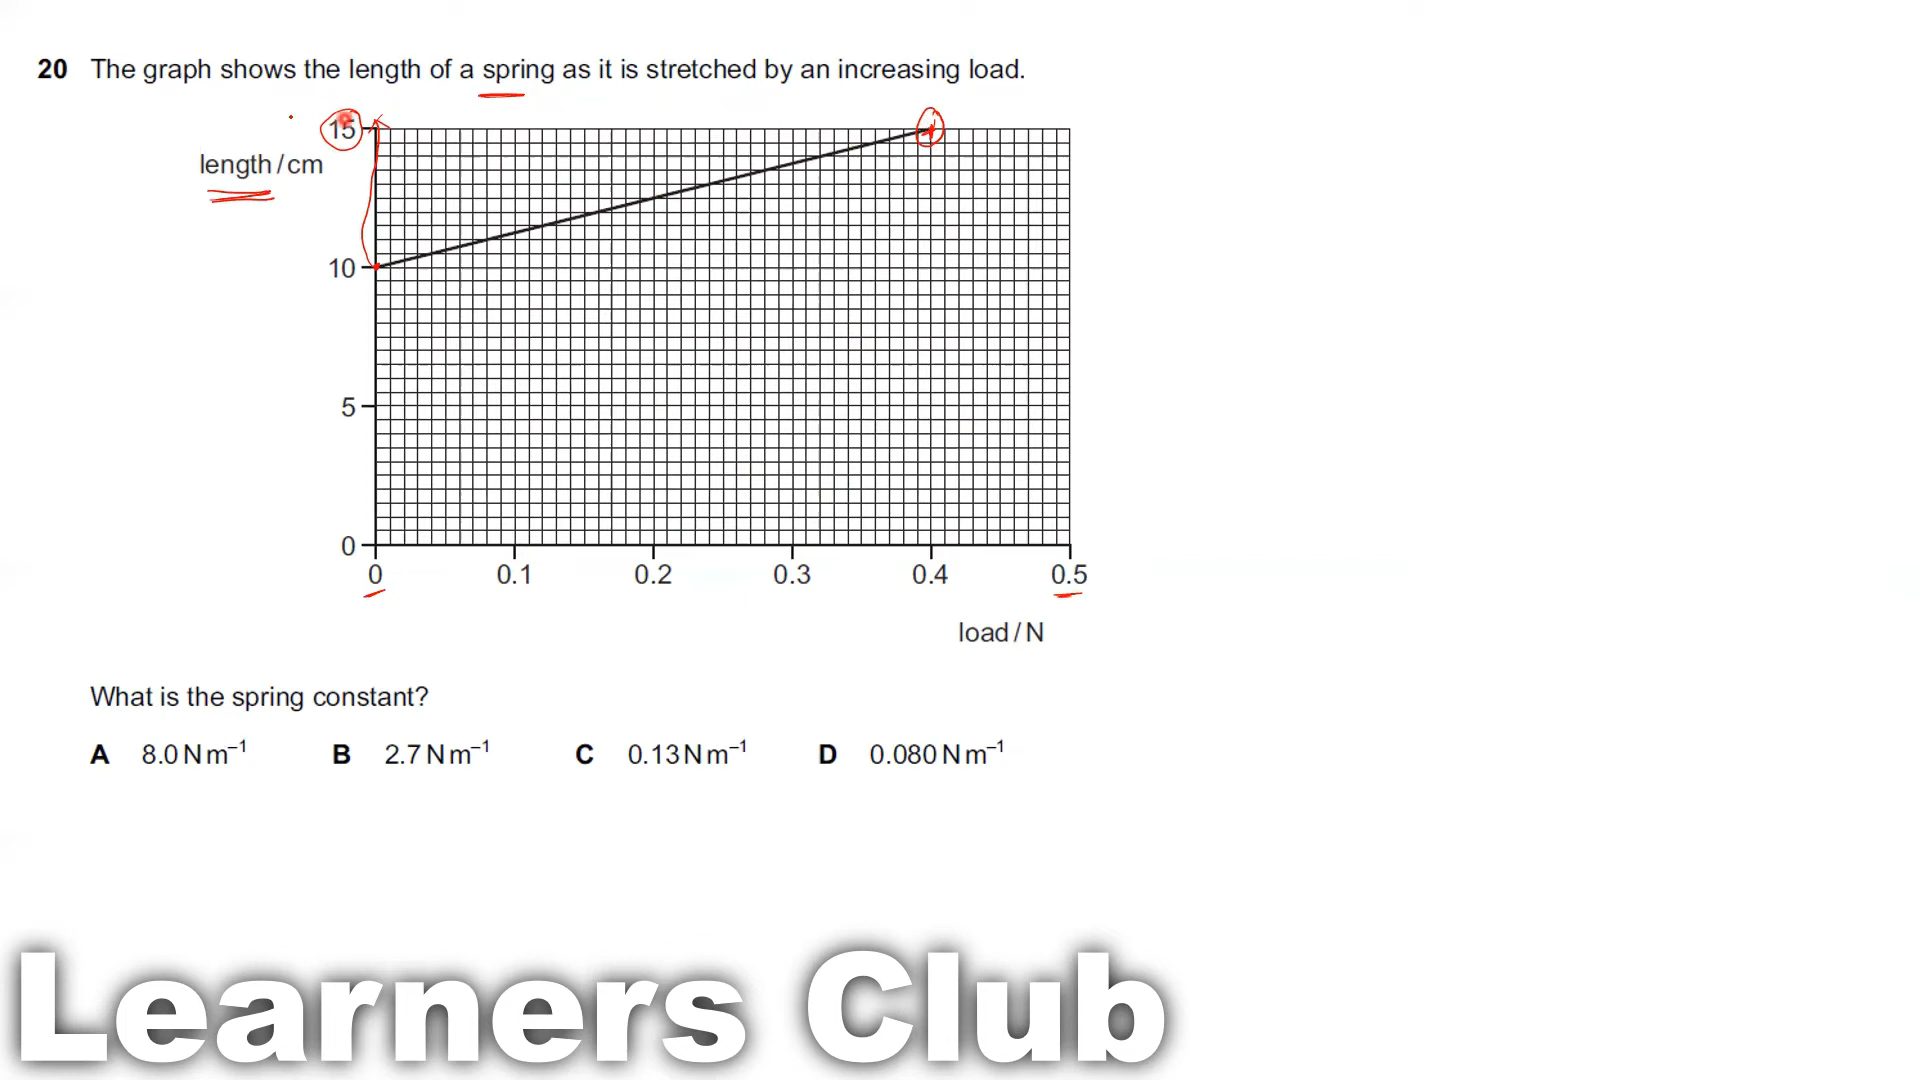 20 The graph shows the length of a spring as it is stretched by an increasing load.
15
length / cm
10
5
0
0 0.1 0.2 0.3 0.4 0.5
load / N
What is the spring constant?
A 8.0 N m⁻¹ B 2.7 N m⁻¹ C 0.13 N m⁻¹ D 0.080 N m⁻¹
Learners Club